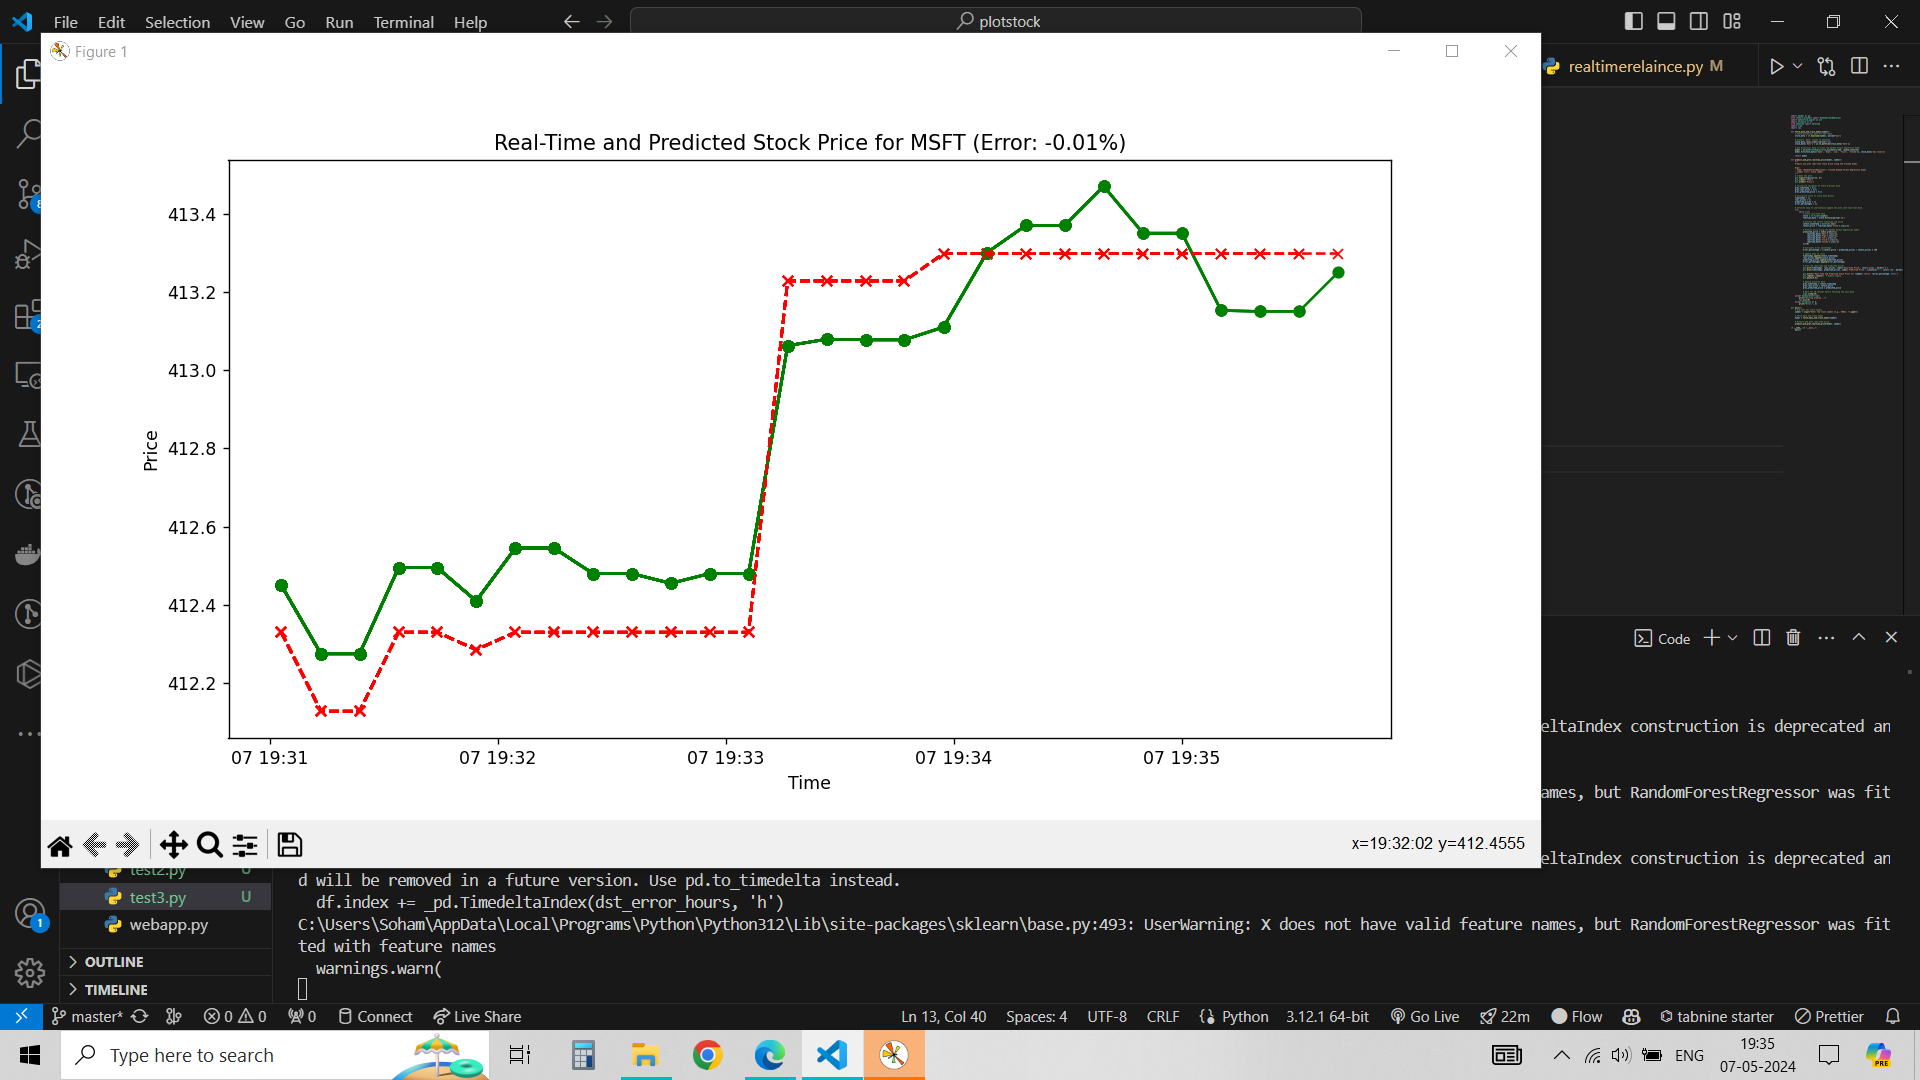 File Edit Selection View Go Run Terminal Help
plotstock
Figure 1
realtimerelaince.py M
Real-Time and Predicted Stock Price for MSFT (Error: -0.01%)
413.4
413.2
413.0
412.8
412.6
412.4
412.2
Price
07 19:31 07 19:32 07 19:33 07 19:34 07 19:35
Time
x=19:32:02 y=412.4555
Code
eltaIndex construction is deprecated an
ames, but RandomForestRegressor was fit
eltaIndex construction is deprecated an
d will be removed in a future version. Use pd.to_timedelta instead.
df.index += _pd.TimedeltaIndex(dst_error_hours, 'h')
C:\Users\Soham\AppData\Local\Programs\Python\Python312\Lib\site-packages\sklearn\base.py:493: UserWarning: X does not have valid feature names, but RandomForestRegressor was fit
ted with feature names
warnings.warn(
test2.py U
test3.py U
webapp.py
OUTLINE
TIMELINE
8
2
1
master* 0 0 0 Connect Live Share Ln 13, Col 40 Spaces: 4 UTF-8 CRLF Python 3.12.1 64-bit Go Live 22m Flow tabnine starter Prettier
Type here to search
ENG
19:35
07-05-2024
PRE